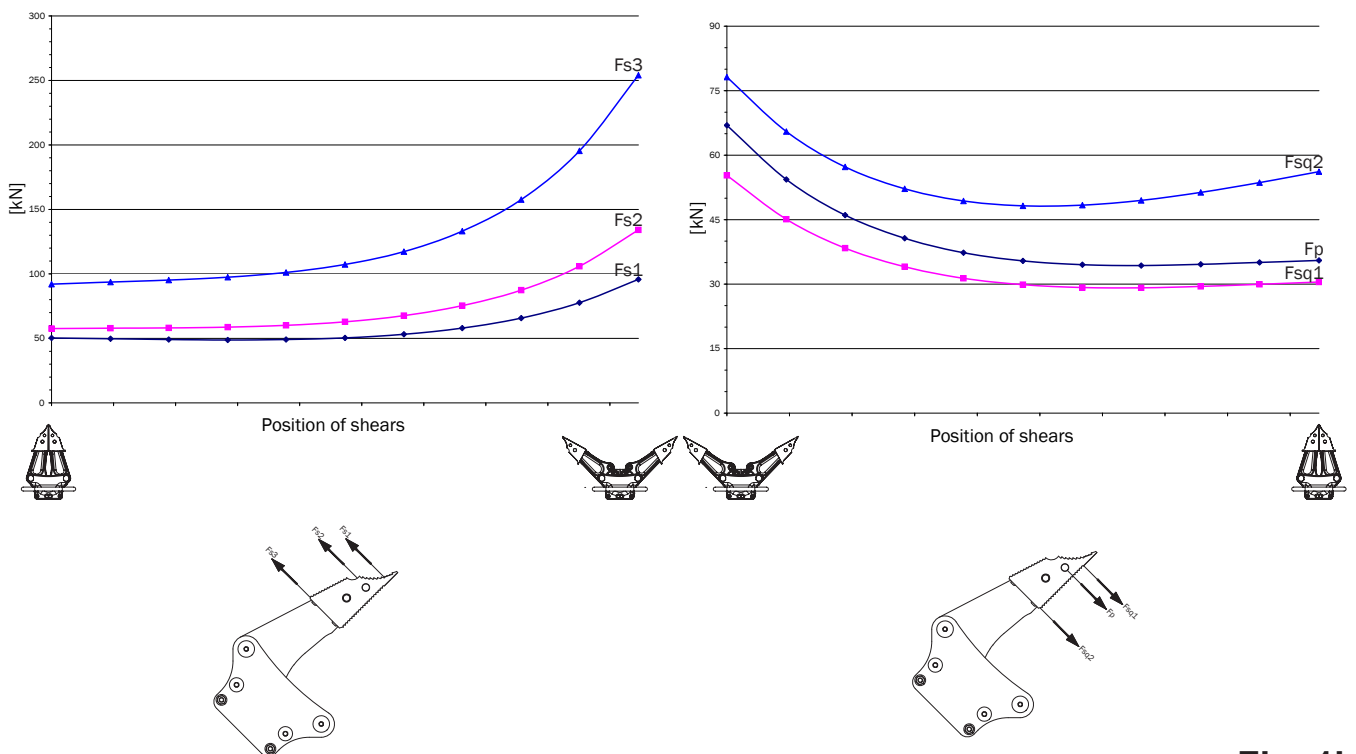 300
250
200
150
100
50
0
[kN]
Fs3
Fs2
Fs1
Position of shears
90
75
60
45
30
15
0
[kN]
Fsq2
Fp
Fsq1
Position of shears
Fs3
Fs2
Fs1
Fsq1
Fp
Fsq2